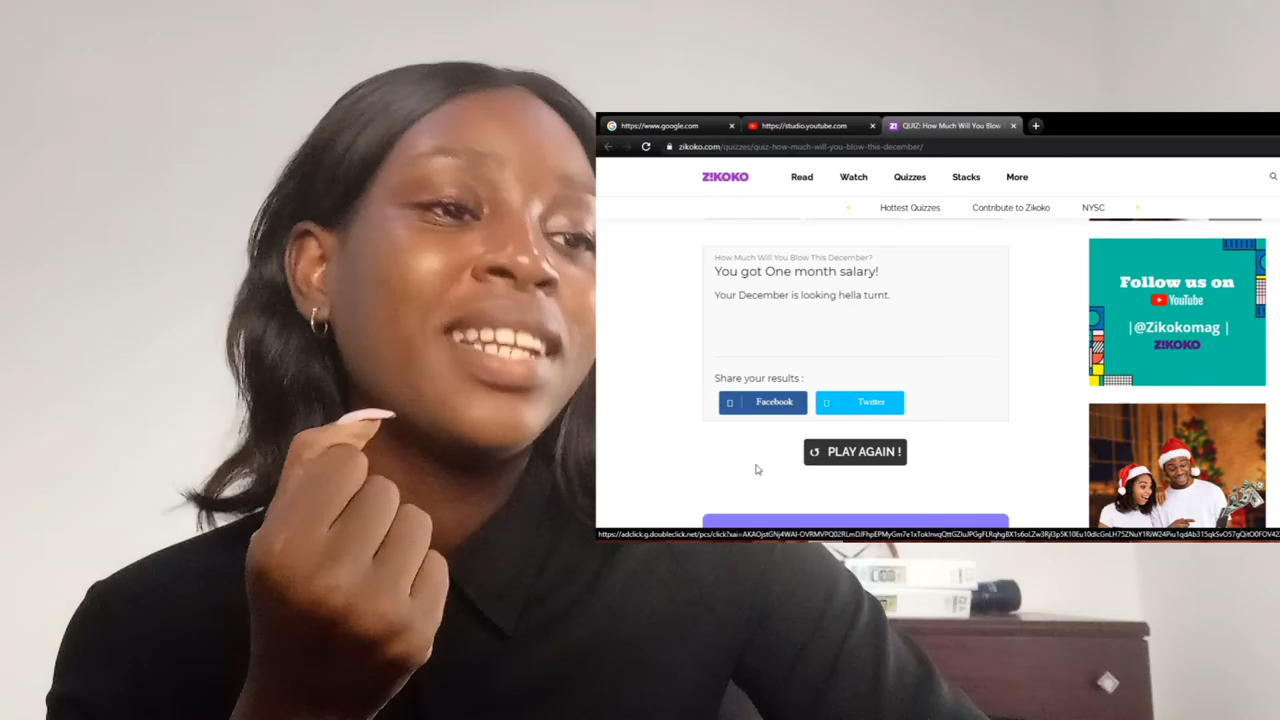 https://www.google.com
https://studio.youtube.com
QUIZ: How Much Will You Blow
zikoko.com/quizzes/quiz-how-much-will-you-blow-this-december/
Z!KOKO
Read
Watch
Quizzes
Stacks
More
Hottest Quizzes
Contribute to Zikoko
NYSC
How Much Will You Blow This December?
You got One month salary!
Your December is looking hella turnt.
Share your results :
Facebook
Twitter
PLAY AGAIN !
Follow us on
YouTube
|@Zikokomag |
Z!KOKO